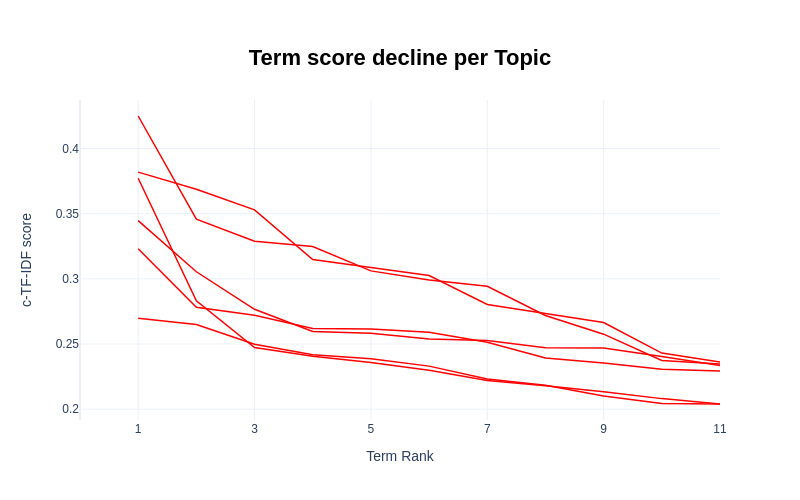 Term score decline per Topic
c-TF-IDF score
0.4
0.35
0.3
0.25
0.2
1 3 5 7 9 11
Term Rank